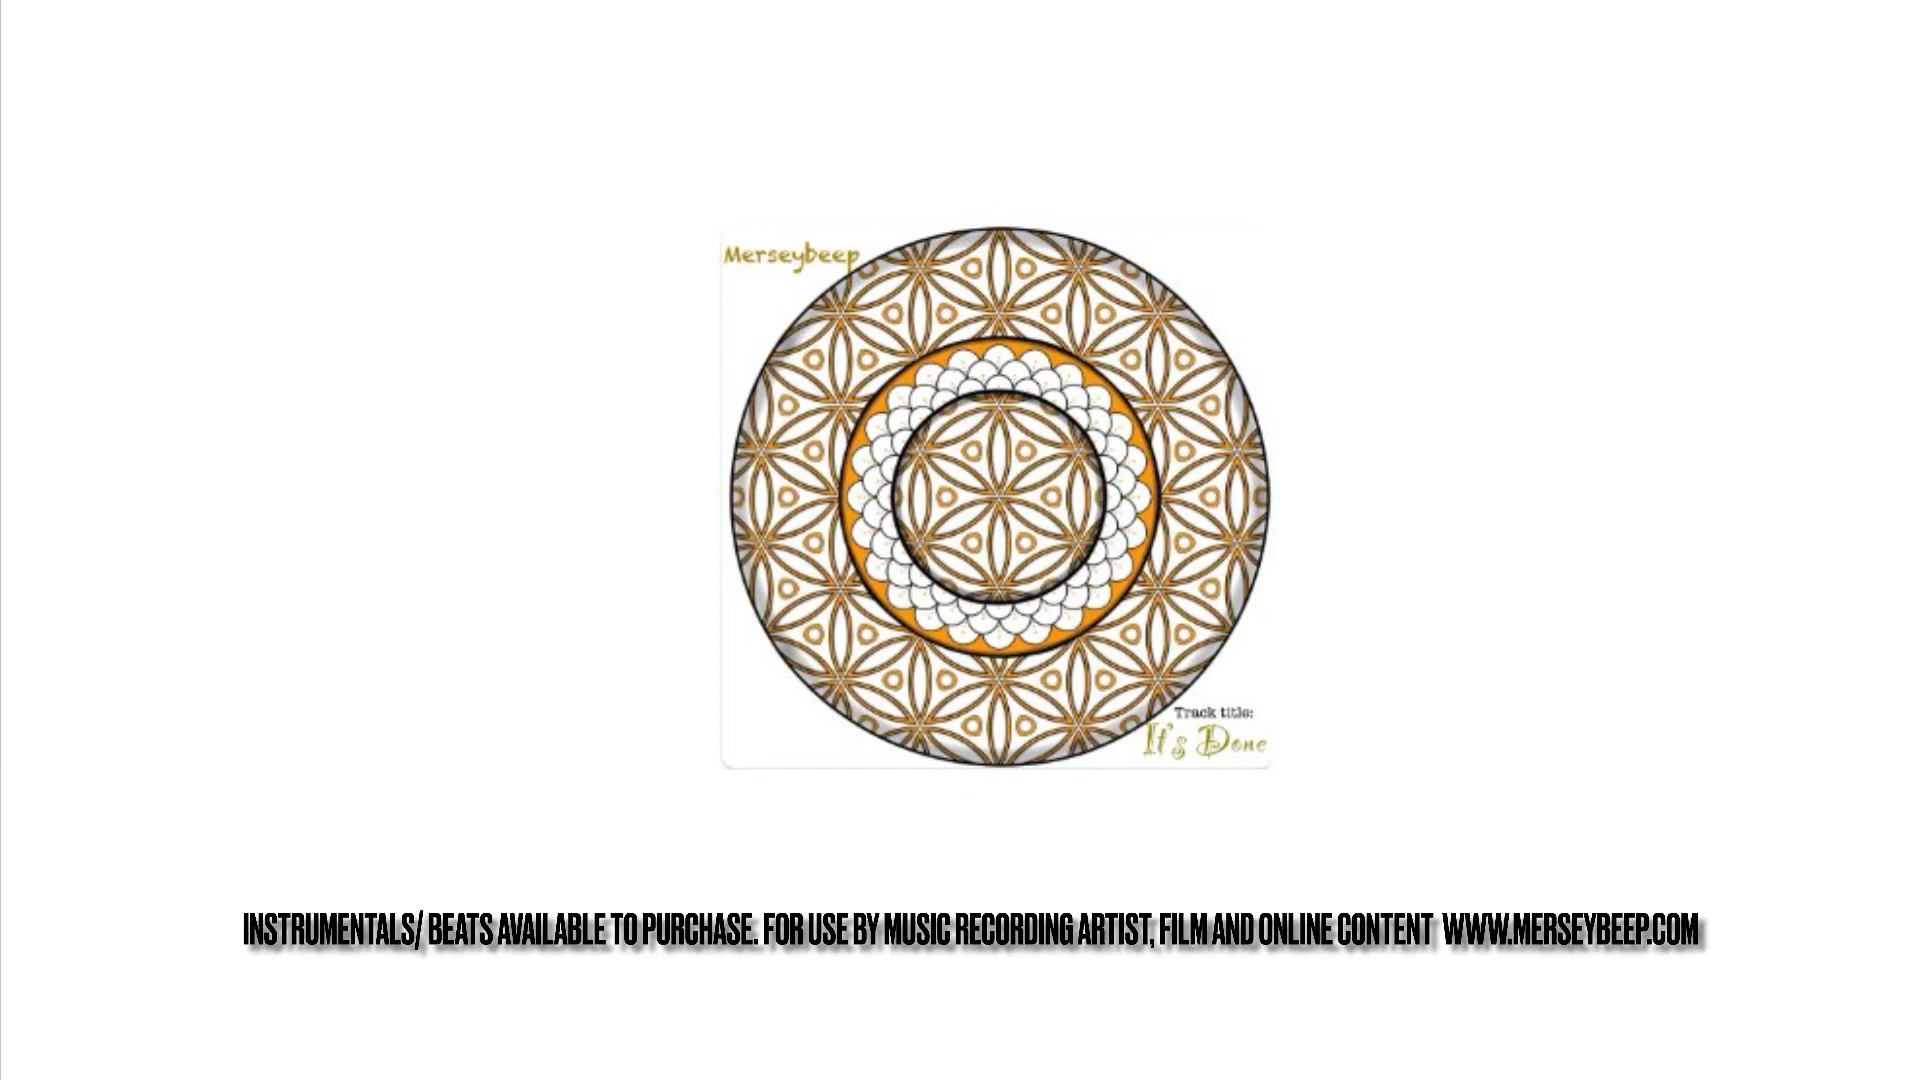 Merseybeep
Track title:
It's Done
INSTRUMENTALS/ BEATS AVAILABLE TO PURCHASE. FOR USE BY MUSIC RECORDING ARTIST, FILM AND ONLINE CONTENT WWW.MERSEYBEEP.COM